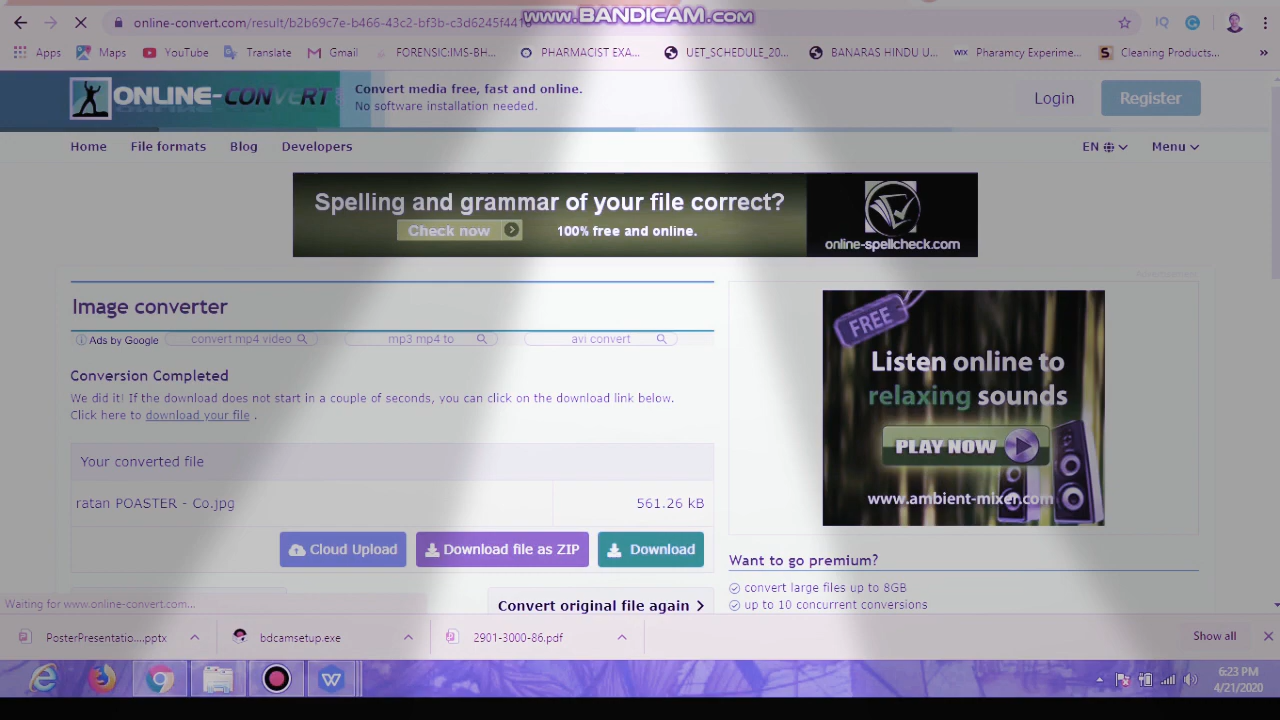 www.BANDICAM.com
online-convert.com/result/b2b69c7e-b466-43c2-bf3b-c3d6245f441
Apps Maps YouTube Translate Gmail FORENSIC:IMS-BH... PHARMACIST EXA... UET_SCHEDULE_20... BANARAS HINDU U... WiX Pharamcy Experime... S Cleaning Products... »
ONLINE-CONVERT
Convert media free, fast and online.
No software installation needed.
Login Register
Home File formats Blog Developers EN Menu
Spelling and grammar of your file correct?
Check now 100% free and online.
online-spellcheck.com
Image converter
Ads by Google convert mp4 video mp3 mp4 to avi convert
Conversion Completed
We did it! If the download does not start in a couple of seconds, you can click on the download link below.
Click here to download your file .
Your converted file
ratan POASTER - Co.jpg 561.26 kB
Cloud Upload Download file as ZIP Download
Convert original file again
FREE
Listen online to
relaxing sounds
PLAY NOW
www.ambient-mixer.com
Want to go premium?
convert large files up to 8GB
up to 10 concurrent conversions
Waiting for www.online-convert.com...
PosterPresentatio....pptx bdcamsetup.exe 2901-3000-86.pdf Show all
6:23 PM
4/21/2020